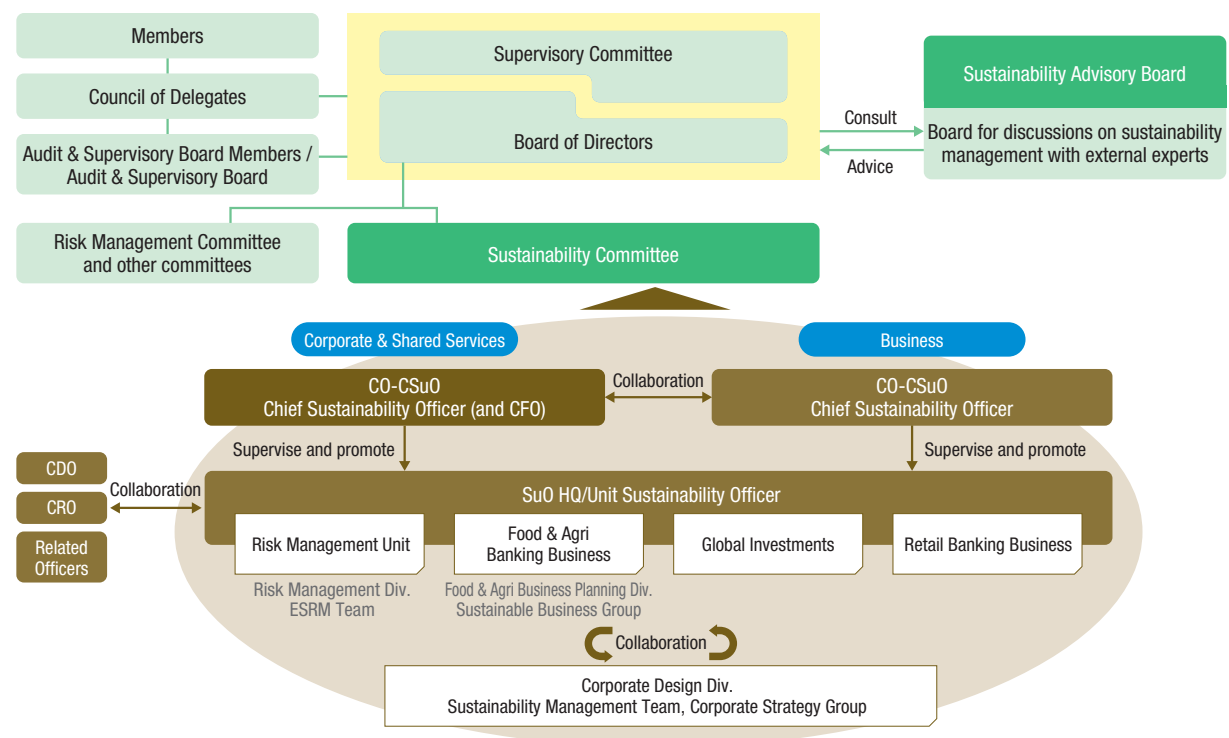 Members
Council of Delegates
Audit & Supervisory Board Members /
Audit & Supervisory Board
Supervisory Committee
Board of Directors
Consult
Advice
Sustainability Advisory Board
Board for discussions on sustainability
management with external experts
Risk Management Committee
and other committees
Sustainability Committee
Corporate & Shared Services
Business
CO-CSuO
Chief Sustainability Officer (and CFO)
Collaboration
CO-CSuO
Chief Sustainability Officer
Supervise and promote
Supervise and promote
CDO
CRO
Related
Officers
Collaboration
SuO HQ/Unit Sustainability Officer
Risk Management Unit
Food & Agri
Banking Business
Global Investments
Retail Banking Business
Risk Management Div.
ESRM Team
Food & Agri Business Planning Div.
Sustainable Business Group
Collaboration
Corporate Design Div.
Sustainability Management Team, Corporate Strategy Group